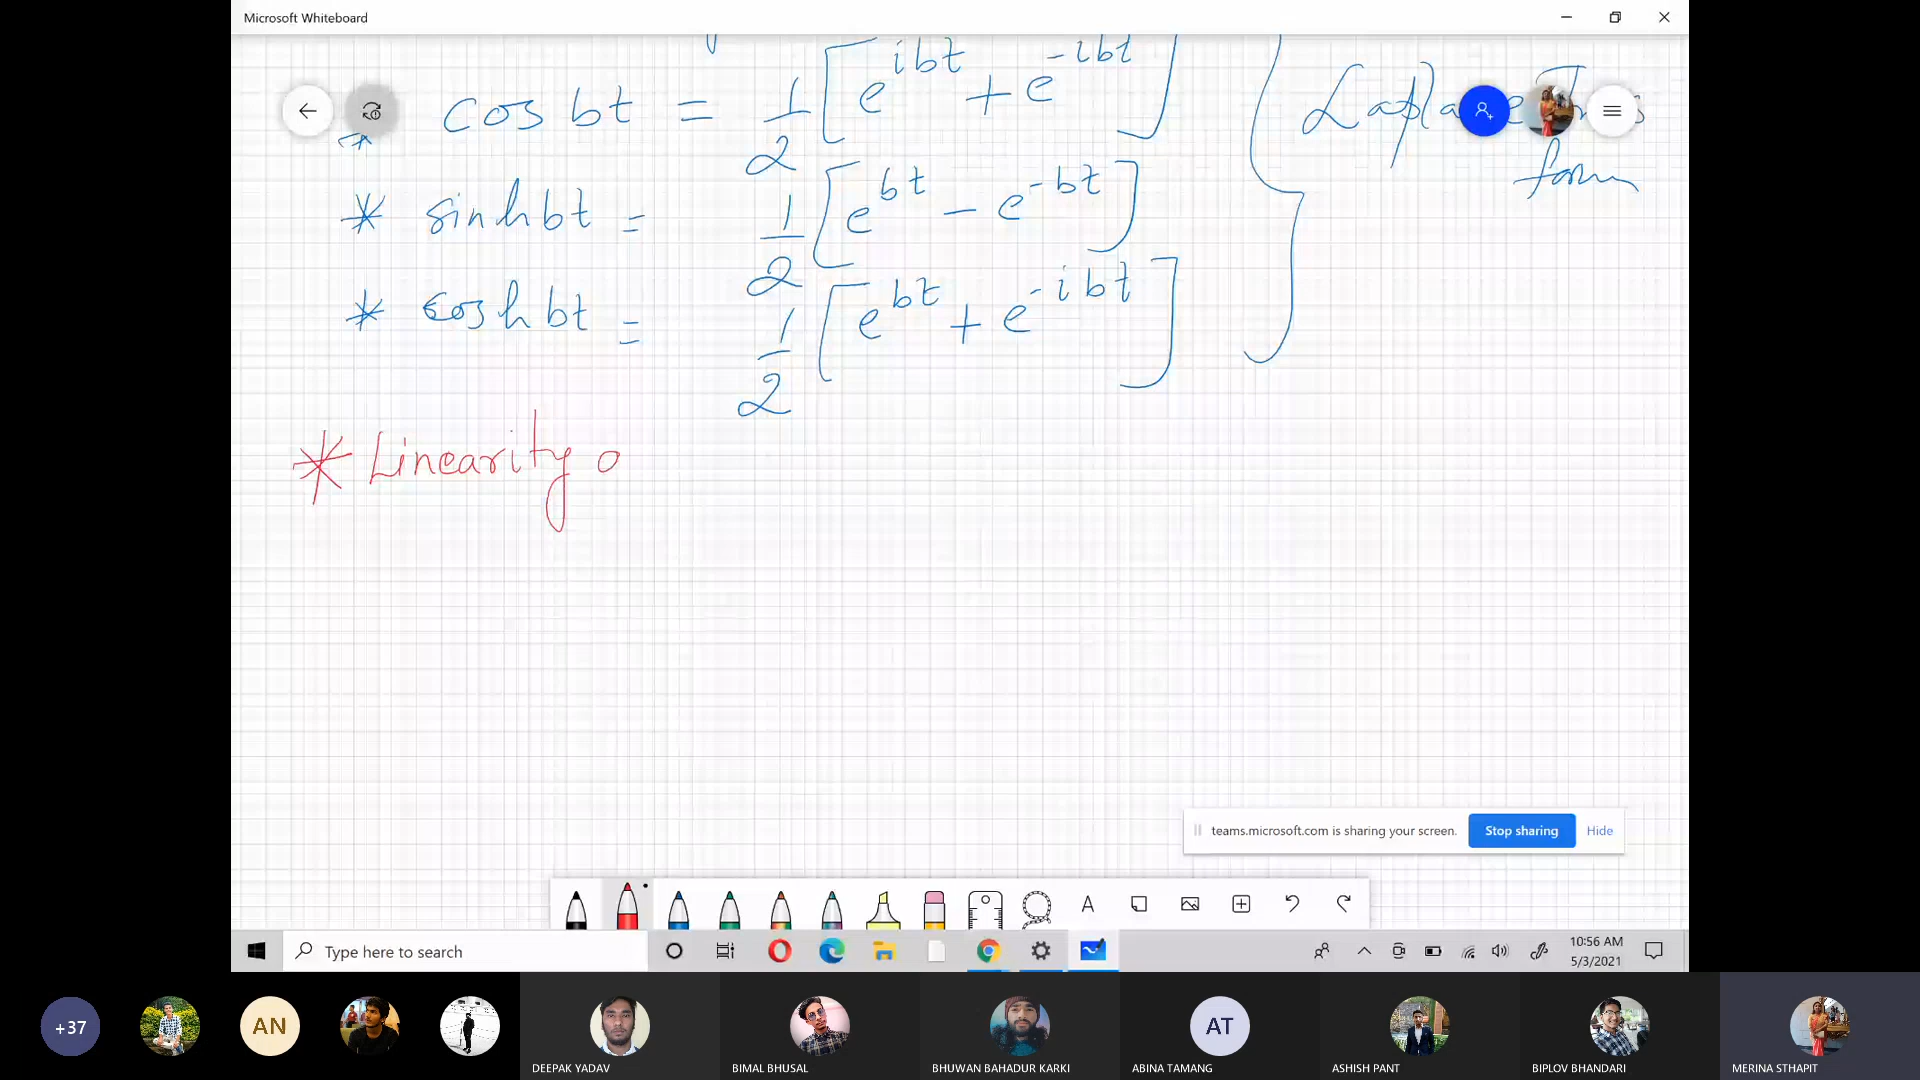 Microsoft Whiteboard
* cos bt = 1/2 [e^{ibt} + e^{-ibt}]
Laplace Trans
form
* sinh bt = 1/2 [e^{bt} - e^{-bt}]
* cosh bt = 1/2 [e^{bt} + e^{-ibt}]
* Linearity o
teams.microsoft.com is sharing your screen.
Stop sharing
Hide
A
Type here to search
10:56 AM
5/3/2021
+37
AN
AT
DEEPAK YADAV
BIMAL BHUSAL
BHUWAN BAHADUR KARKI
ABINA TAMANG
ASHISH PANT
BIPLOV BHANDARI
MERINA STHAPIT